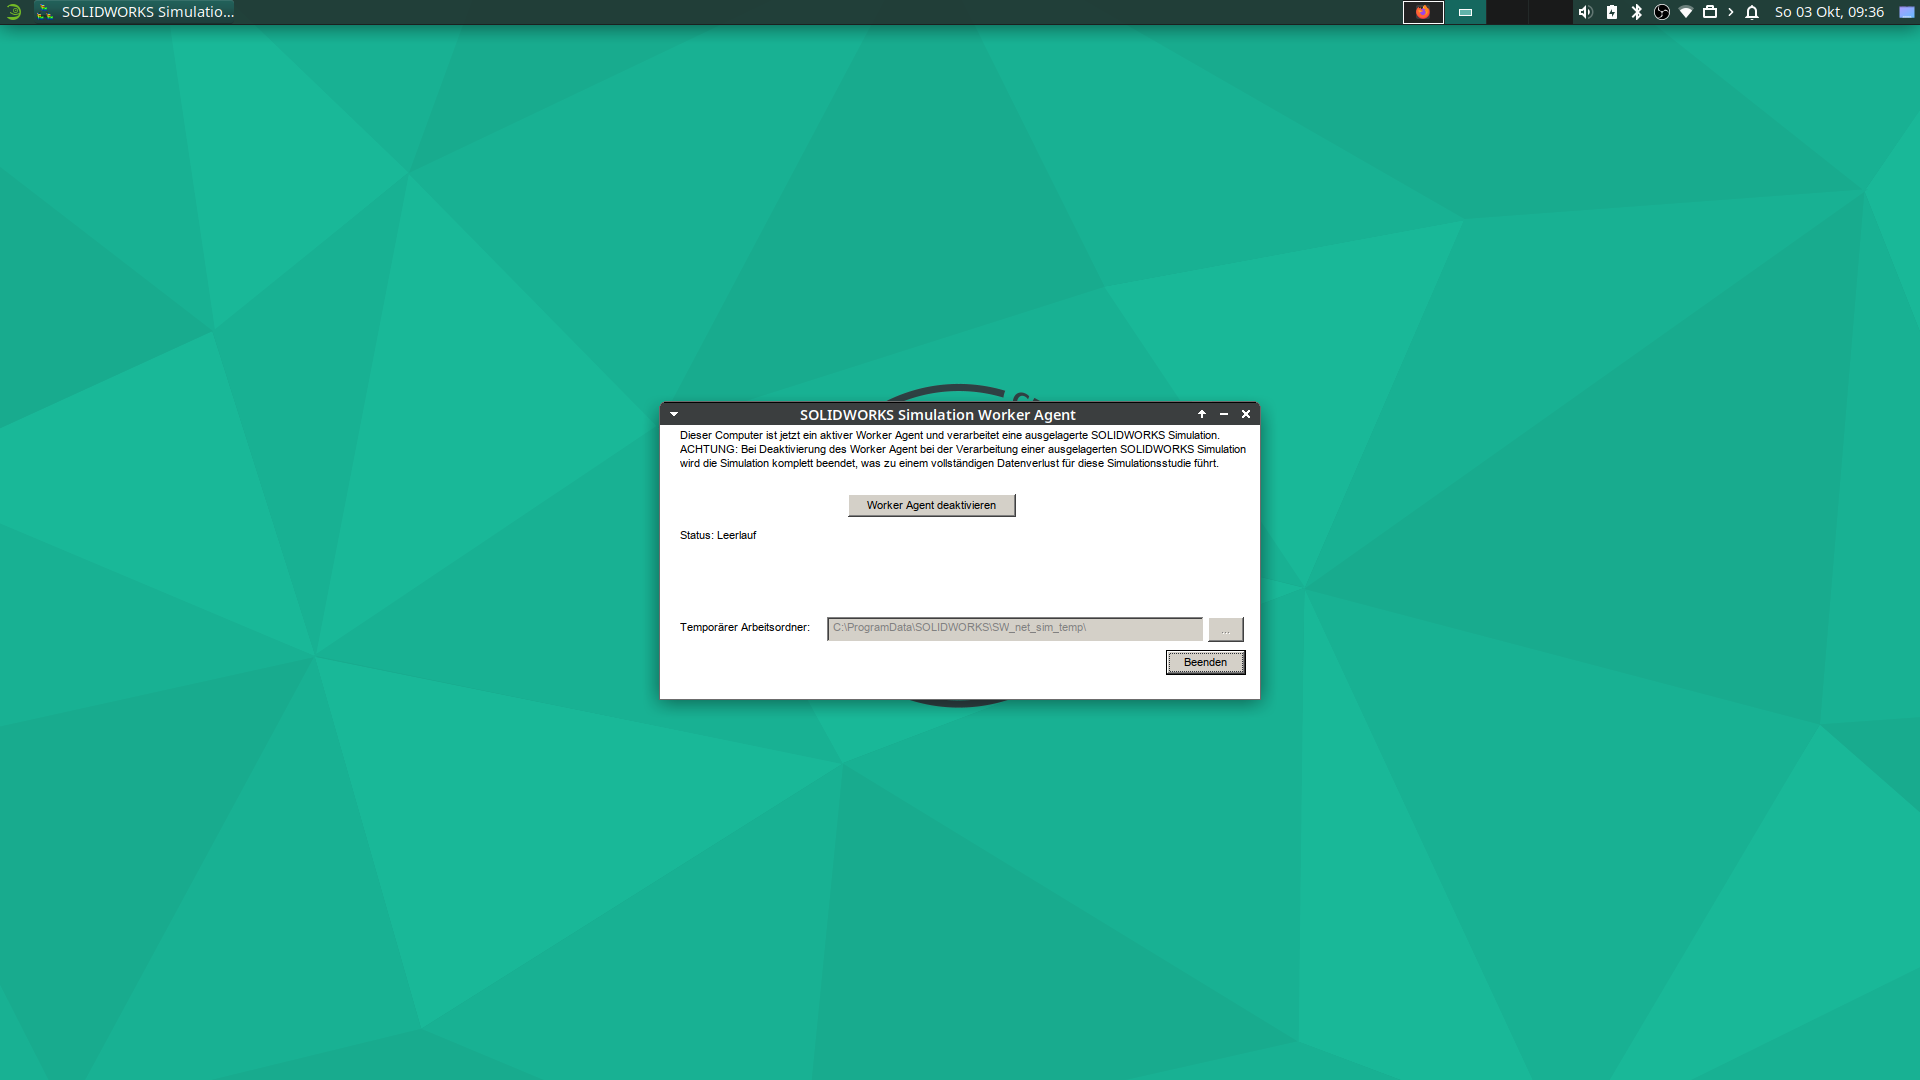 SOLIDWORKS Simulatio...
So 03 Okt, 09:36
SOLIDWORKS Simulation Worker Agent
Dieser Computer ist jetzt ein aktiver Worker Agent und verarbeitet eine ausgelagerte SOLIDWORKS Simulation.
ACHTUNG: Bei Deaktivierung des Worker Agent bei der Verarbeitung einer ausgelagerten SOLIDWORKS Simulation
wird die Simulation komplett beendet, was zu einem vollständigen Datenverlust für diese Simulationsstudie führt.
Worker Agent deaktivieren
Status: Leerlauf
Temporärer Arbeitsordner:
C:\ProgramData\SOLIDWORKS\SW_net_sim_temp\
...
Beenden